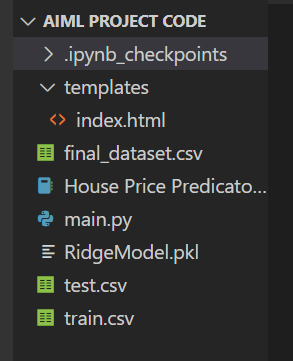 AIML PROJECT CODE
.ipynb_checkpoints
templates
index.html
final_dataset.csv
House Price Predicato...
main.py
RidgeModel.pkl
test.csv
train.csv